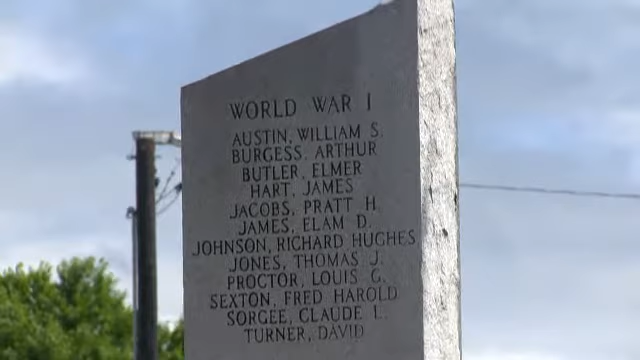 WORLD WAR I
AUSTIN, WILLIAM S.
BURGESS, ARTHUR
BUTLER, ELMER
HART, JAMES
JACOBS, PRATT H.
JAMES, ELAM D.
JOHNSON, RICHARD HUGHES
JONES, THOMAS J.
PROCTOR, LOUIS G.
SEXTON, FRED HAROLD
SORGEE, CLAUDE L.
TURNER, DAVID